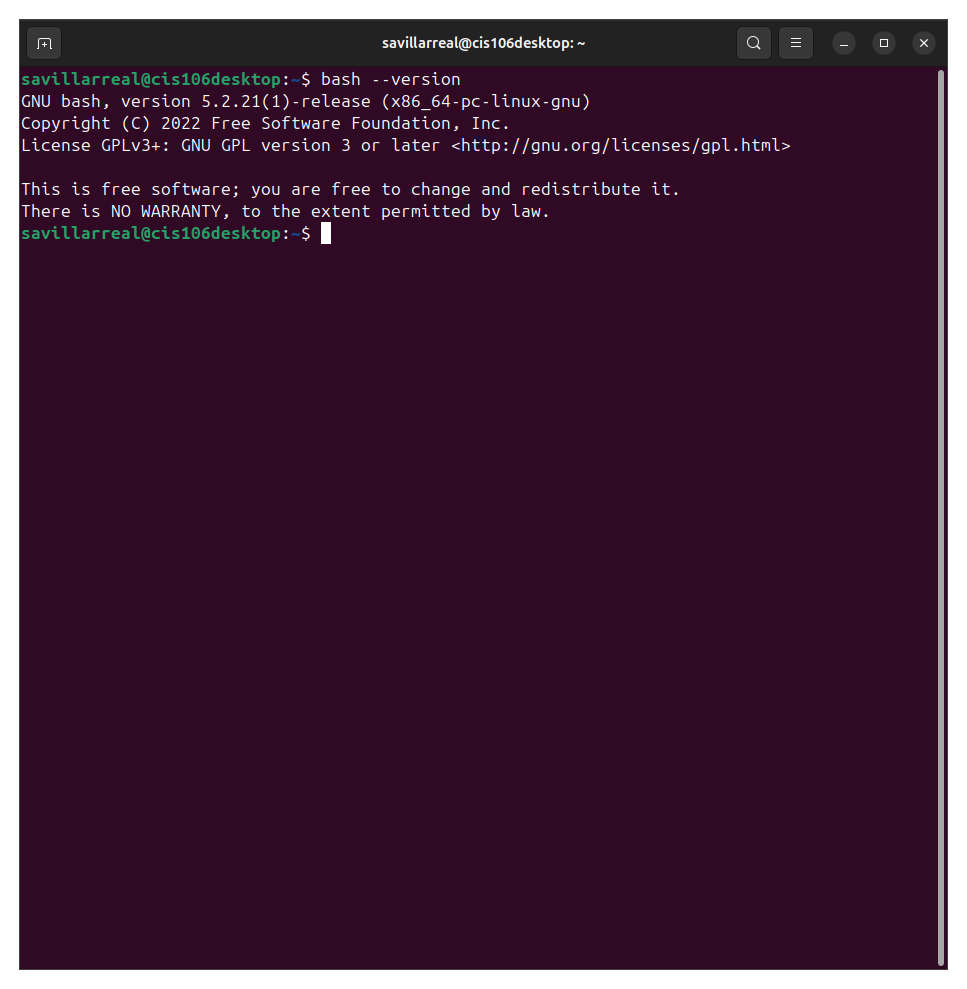 savillarreal@cis106desktop: ~
savillarreal@cis106desktop:~$ bash --version
GNU bash, version 5.2.21(1)-release (x86_64-pc-linux-gnu)
Copyright (C) 2022 Free Software Foundation, Inc.
License GPLv3+: GNU GPL version 3 or later <http://gnu.org/licenses/gpl.html>

This is free software; you are free to change and redistribute it.
There is NO WARRANTY, to the extent permitted by law.
savillarreal@cis106desktop:~$